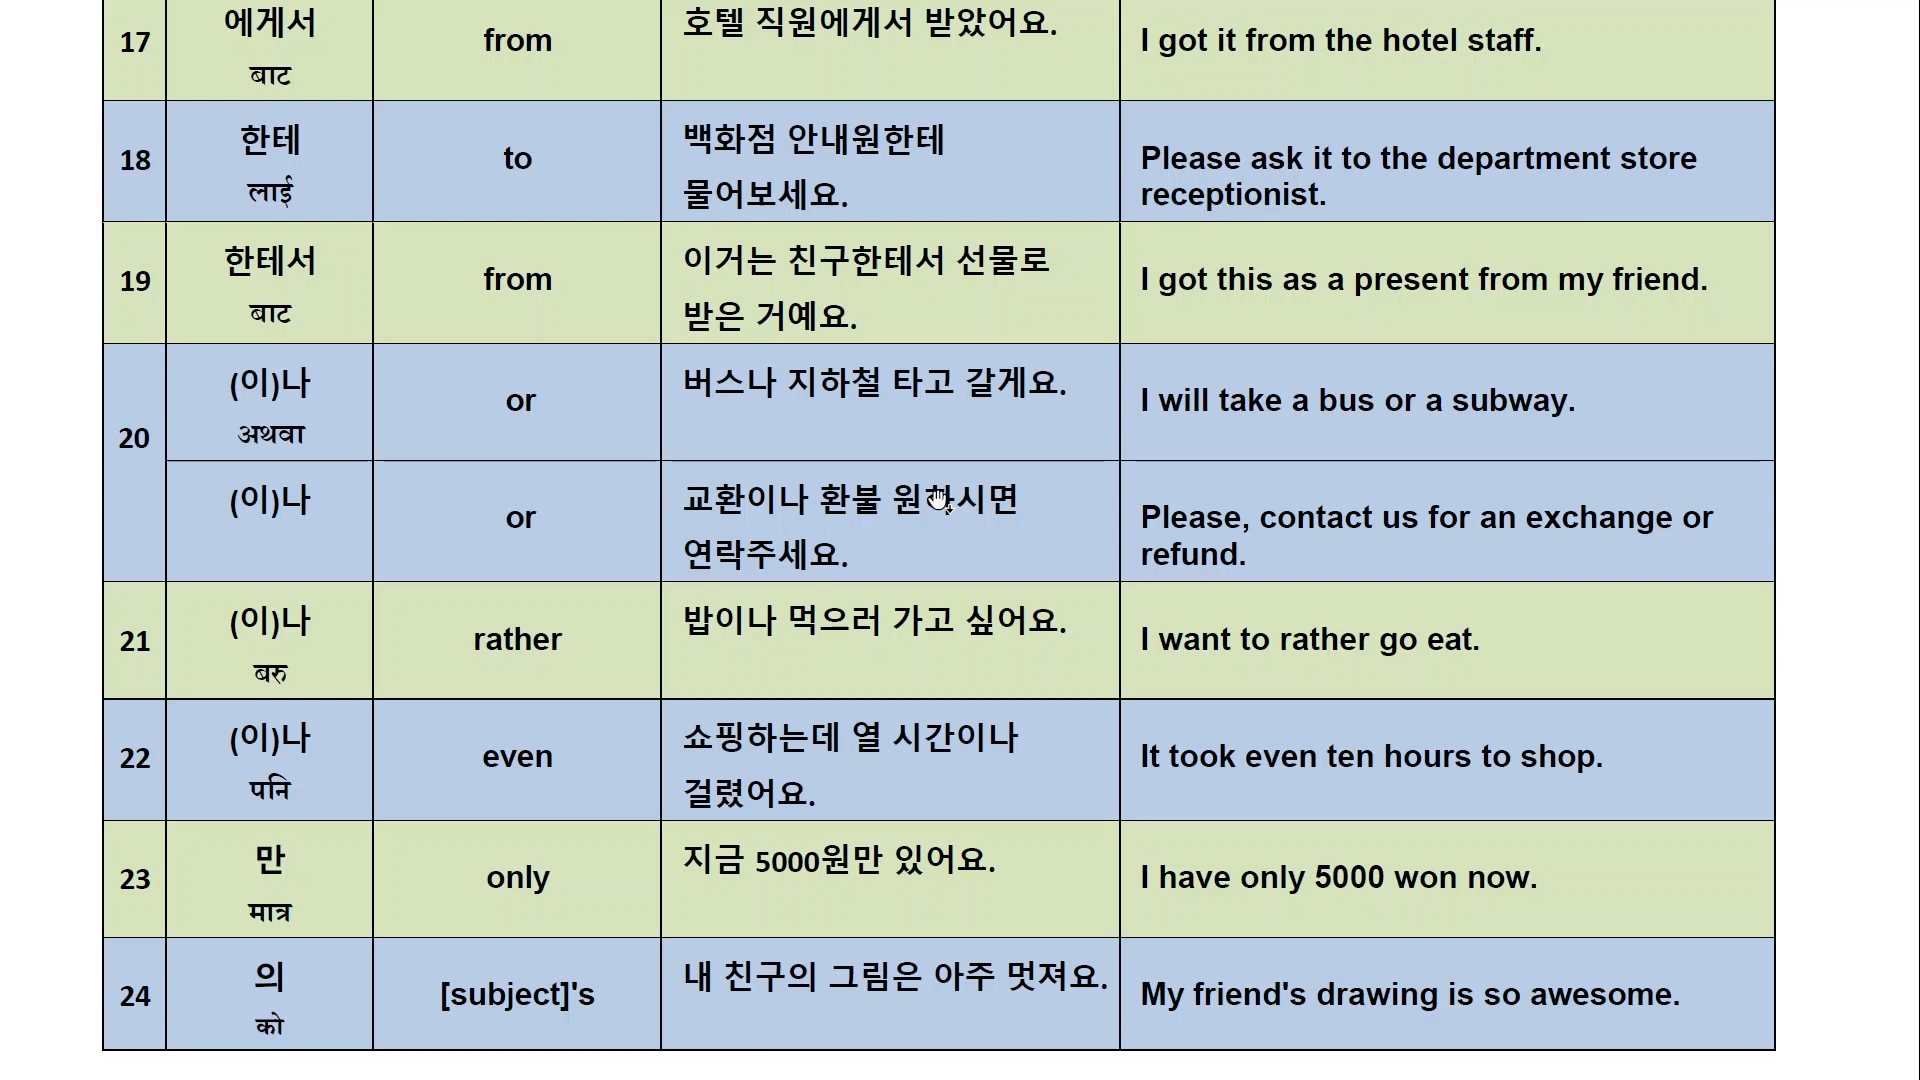 17
에게서
बाट
from
호텔 직원에게서 받았어요.
I got it from the hotel staff.
18
한테
लाई
to
백화점 안내원한테
물어보세요.
Please ask it to the department store
receptionist.
19
한테서
बाट
from
이거는 친구한테서 선물로
받은 거예요.
I got this as a present from my friend.
20
(이)나
अथवा
or
버스나 지하철 타고 갈게요.
I will take a bus or a subway.
(이)나
or
교환이나 환불 원하시면
연락주세요.
Please, contact us for an exchange or
refund.
21
(이)나
बरु
rather
밥이나 먹으러 가고 싶어요.
I want to rather go eat.
22
(이)나
पनि
even
쇼핑하는데 열 시간이나
걸렸어요.
It took even ten hours to shop.
23
만
मात्र
only
지금 5000원만 있어요.
I have only 5000 won now.
24
의
को
[subject]'s
내 친구의 그림은 아주 멋져요.
My friend's drawing is so awesome.